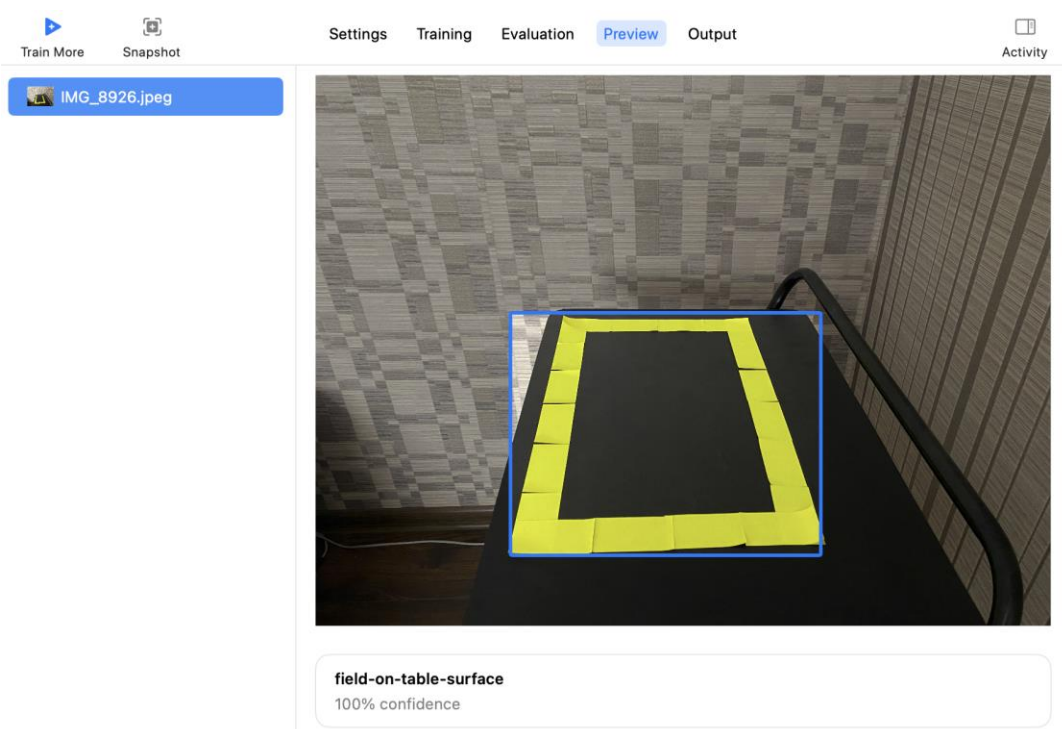 Train More
Snapshot
Settings
Training
Evaluation
Preview
Output
Activity
IMG_8926.jpeg
field-on-table-surface
100% confidence